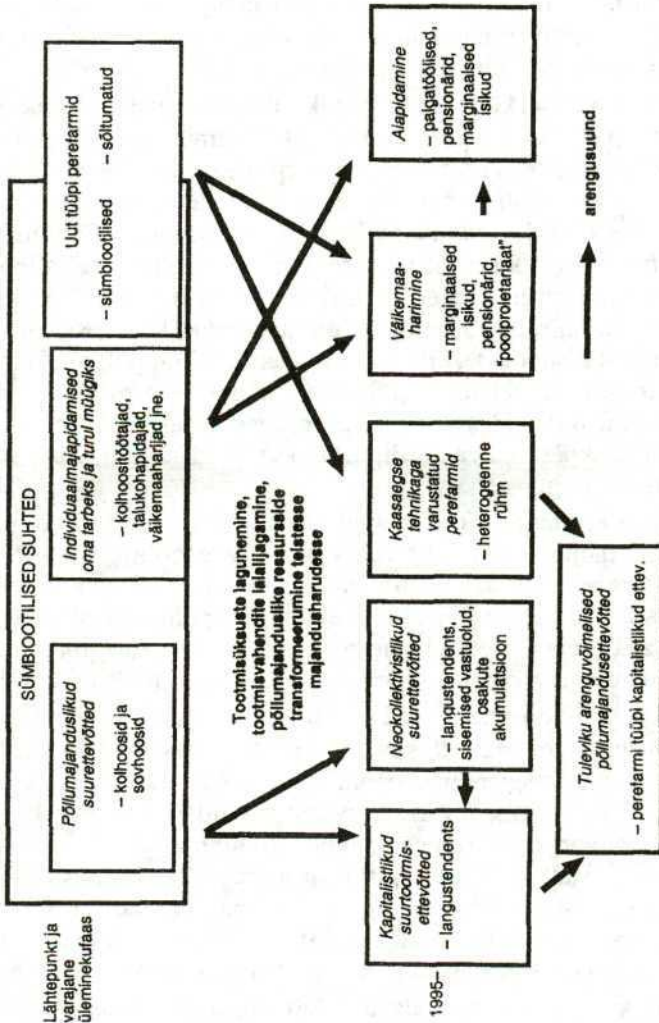 Lähtepunkt ja
varajane
üleminekufaas
SÜMBIOOTILISED SUHTED
Põllumajanduslikud
suurettevõtted
– kolhoosid ja
sovhoosid
Individuaalmajapidamised
oma tarbeks ja turul müügiks
– kolhoositöötajad,
talukohapidajad,
väikemaaharijad jne.
Uut tüüpi perefarmid
– sümbiootilised – sõltumatud
Tootmisüksuste lagunemine,
tootmisvahendite laialijagamine,
põllumajanduslike ressursside
transformeerumine teistesse
majandusharudesse
1995–
Kapitalistlikud
suurtootmis-
ettevõtted
– langustendents
Neokollektivistlikud
suurettevõtted
– langustendents,
sisemised vastuolud,
osakute
akumulatsioon
Kaasaegse
tehnikaga
varustatud
perefarmid
– heterogeenne
rühm
Väikemaa-
harimine
– marginaalsed
isikud,
pensionärid,
"poolproletariaat"
Aiapidamine
– palgatöölised,
pensionärid,
marginaalsed
isikud
Tuleviku arenguvõimelised
põllumajandusettevõtted
– perefarmi tüüpi kapitalistlikud ettev.
arengusuund